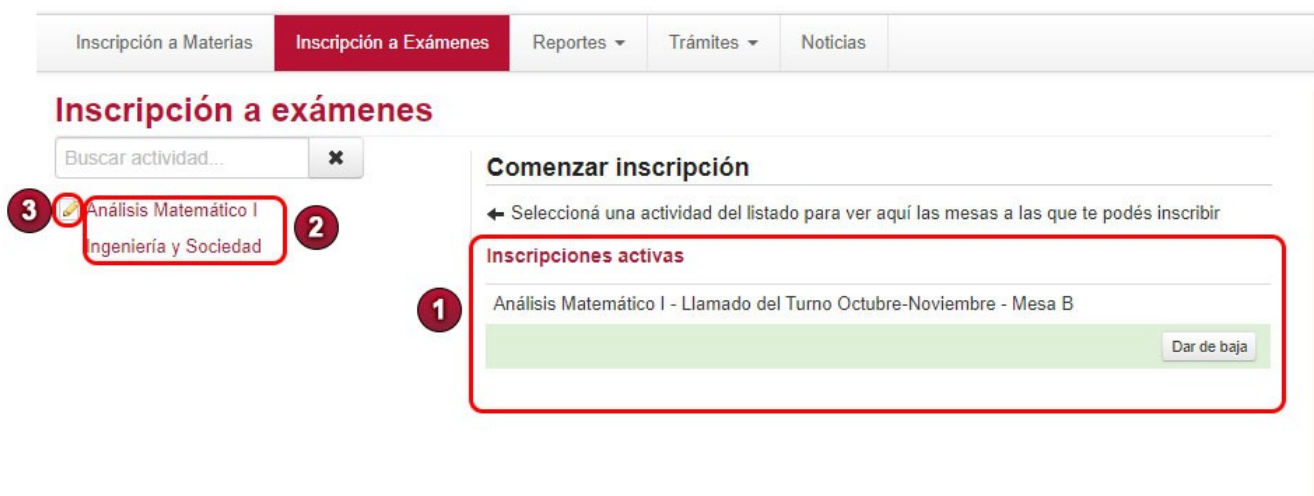 Inscripción a Materias
Inscripción a Exámenes
Reportes
Trámites
Noticias
Inscripción a exámenes
Buscar actividad...
3
Análisis Matemático I
Ingeniería y Sociedad
2
Comenzar inscripción
Seleccioná una actividad del listado para ver aquí las mesas a las que te podés inscribir
1
Inscripciones activas
Análisis Matemático I - Llamado del Turno Octubre-Noviembre - Mesa B
Dar de baja